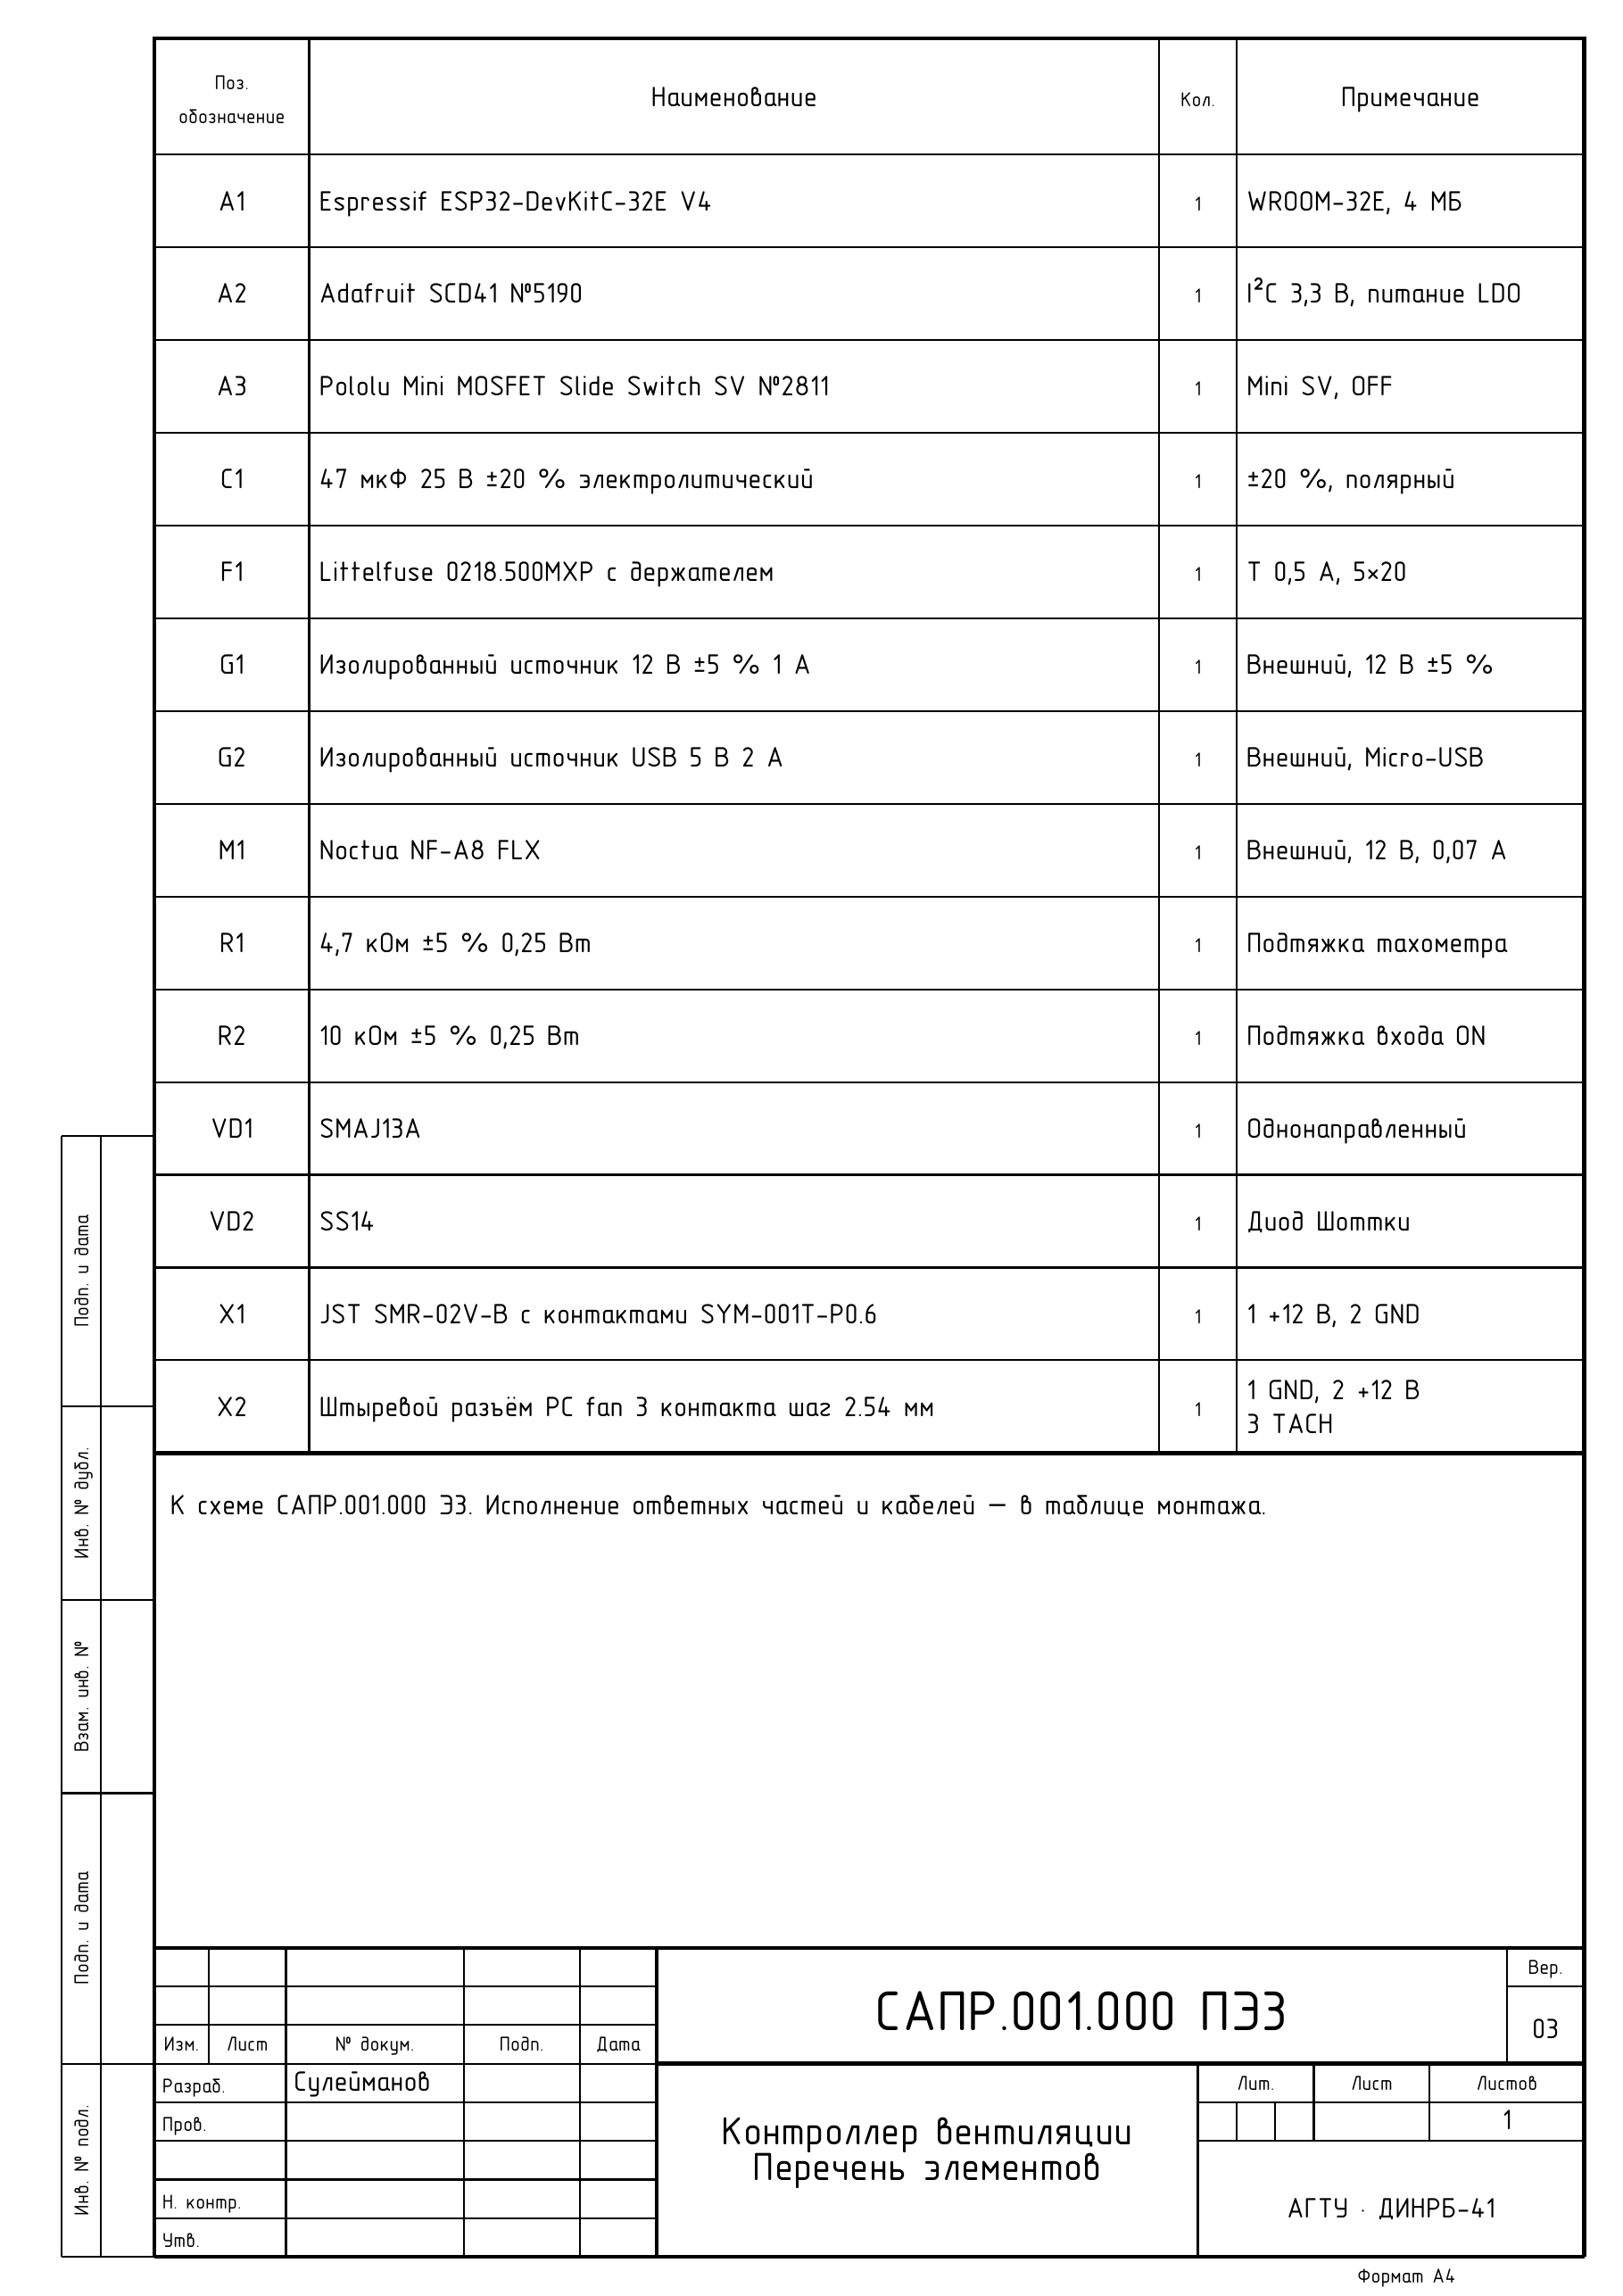 Поз.
обозначение
Наименование
Кол.
Примечание
A1
Espressif ESP32-DevKitC-32E V4
1
WROOM-32E, 4 МБ
A2
Adafruit SCD41 №5190
1
I²C 3,3 В, питание LDO
A3
Pololu Mini MOSFET Slide Switch SV №2811
1
Mini SV, OFF
C1
47 мкФ 25 В ±20 % электролитический
1
±20 %, полярный
F1
Littelfuse 0218.500MXP с держателем
1
T 0,5 А, 5×20
G1
Изолированный источник 12 В ±5 % 1 А
1
Внешний, 12 В ±5 %
G2
Изолированный источник USB 5 В 2 А
1
Внешний, Micro-USB
M1
Noctua NF-A8 FLX
1
Внешний, 12 В, 0,07 А
R1
4,7 кОм ±5 % 0,25 Вт
1
Подтяжка тахометра
R2
10 кОм ±5 % 0,25 Вт
1
Подтяжка входа ON
VD1
SMAJ13A
1
Однонаправленный
VD2
SS14
1
Диод Шоттки
X1
JST SMR-02V-B с контактами SYM-001T-P0.6
1
1 +12 В, 2 GND
X2
Штыревой разъём PC fan 3 контакта шаг 2.54 мм
1
1 GND, 2 +12 В
3 TACH
К схеме САПР.001.000 ЭЗ. Исполнение ответных частей и кабелей — в таблице монтажа.
Подп. и дата
Инв. № дубл.
Взам. инв. №
Подп. и дата
Инв. № подл.
САПР.001.000 ПЭЗ
Вер.
03
Изм.
Лист
№ докум.
Подп.
Дата
Разраб.
Сулейманов
Пров.
Н. контр.
Утв.
Контроллер вентиляции
Перечень элементов
Лит.
Лист
Листов
1
АГТУ · ДИНРБ-41
Формат А4